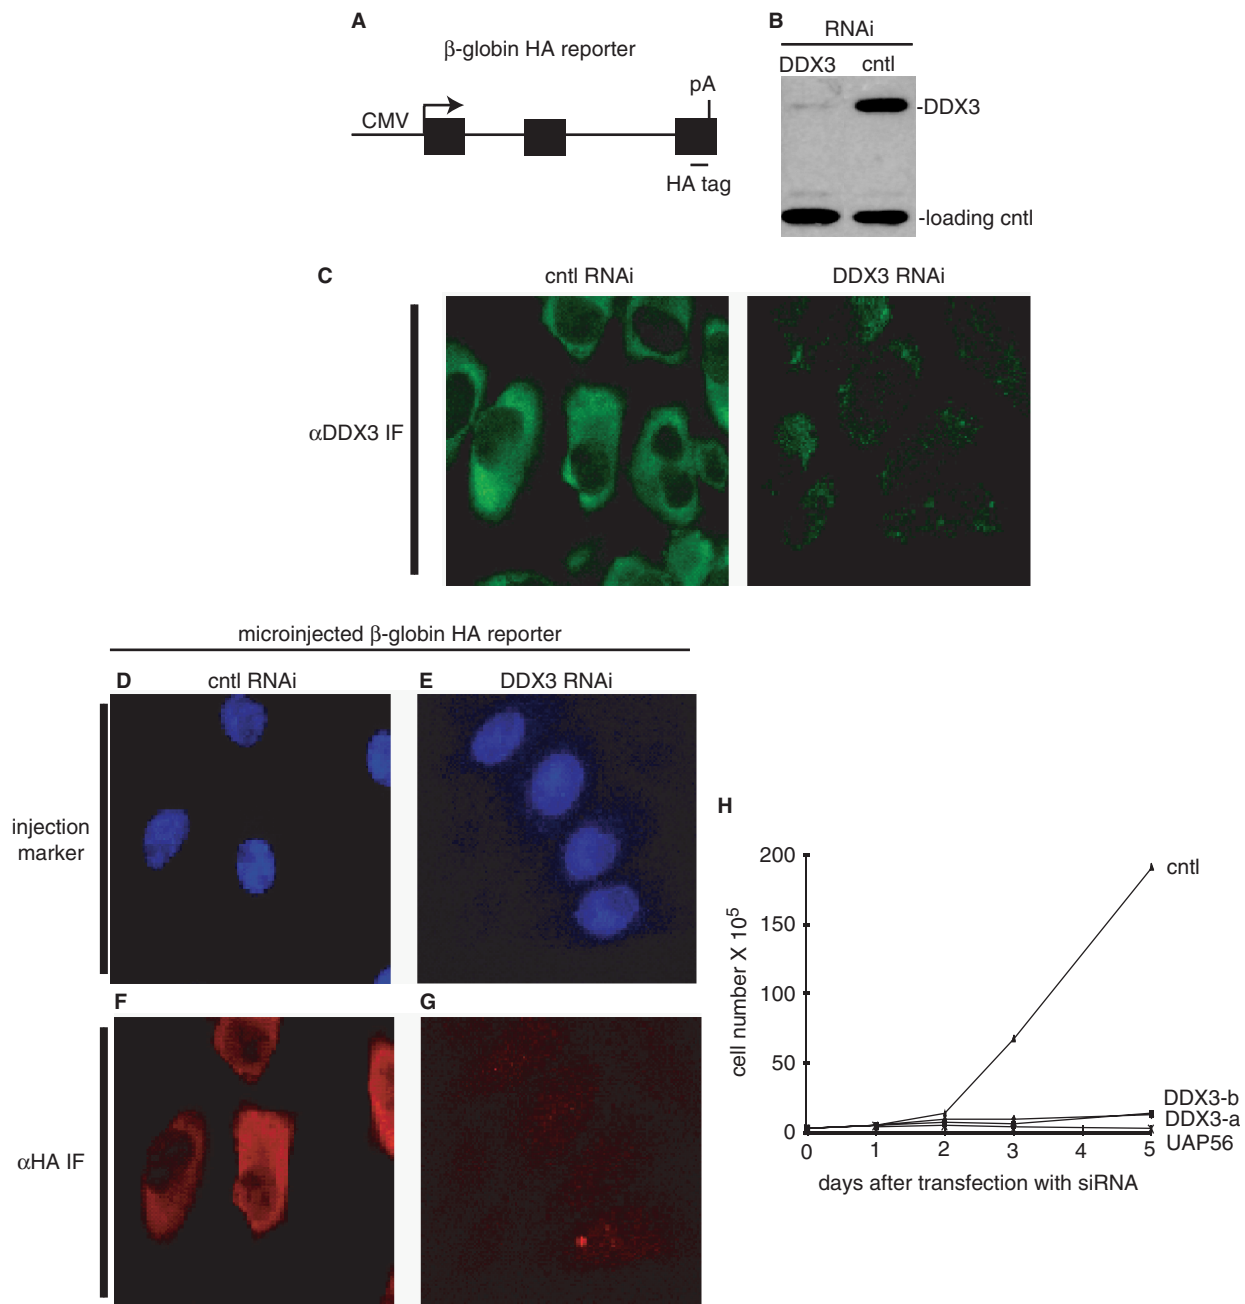 A
β-globin HA reporter
CMV
pA
HA tag
B
RNAi
DDX3 cntl
-DDX3
-loading cntl
C
cntl RNAi
DDX3 RNAi
αDDX3 IF
microinjected β-globin HA reporter
D
cntl RNAi
E
DDX3 RNAi
injection
marker
F
G
αHA IF
H
cell number X 10⁵
200
150
100
50
0
0 1 2 3 4 5
days after transfection with siRNA
cntl
DDX3-b
DDX3-a
UAP56